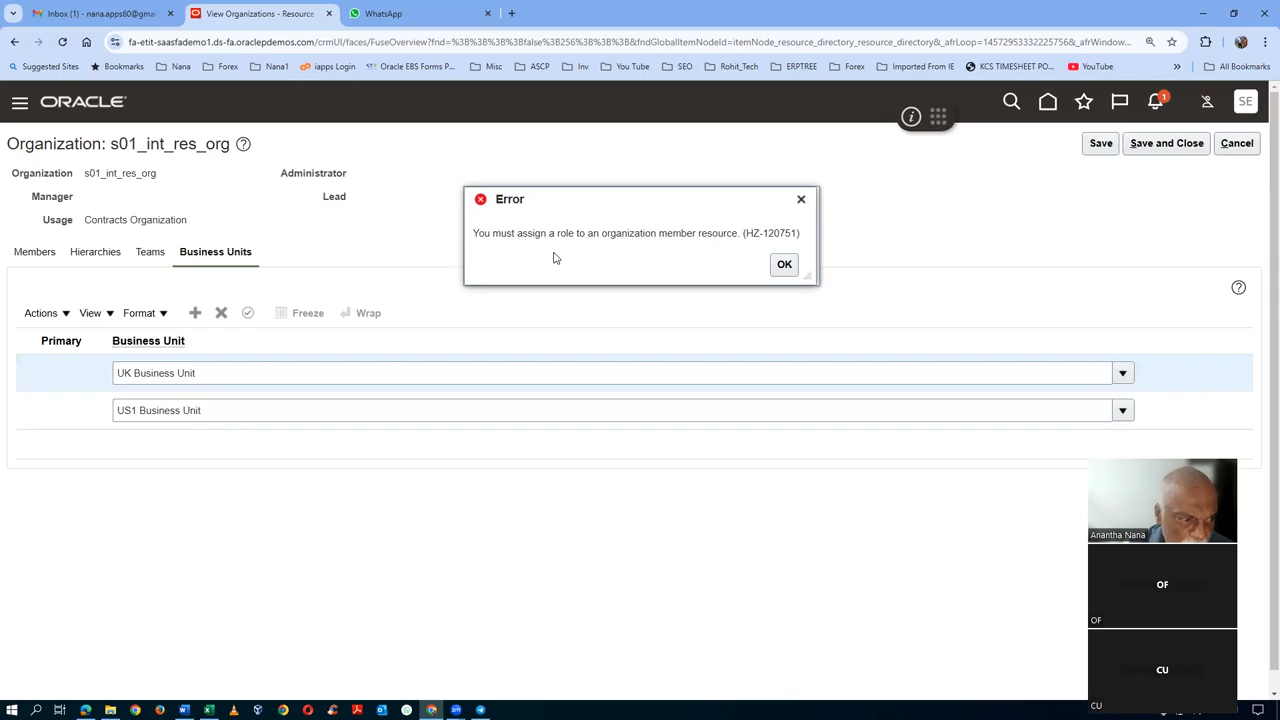 Inbox (1) - nana.apps60@gmail
View Organizations - Resource
WhatsApp
fa-etit-saasfademo1.ds-fa.oraclepdemos.com/crmUI/faces/FuseOverview?fnd=%3B%3B%3B%3Bfalse%3B256%3B%3B%3B&fndGlobalItemNodeId=itemNode_resource_directory_resource_directory&_afrLoop=145729533322257​56&_afrWindow...
Suggested Sites
Bookmarks
Nana
Forex
Nana1
iapps Login
Oracle EBS Forms P...
Misc
ASCP
Inv
You Tube
SEO
Rohit_Tech
ERPTREE
Forex
Imported From IE
KCS TIMESHEET PO...
YouTube
»
All Bookmarks
ORACLE
1
SE
Organization: s01_int_res_org
Save
Save and Close
Cancel
Organization s01_int_res_org
Administrator
Manager
Lead
Usage Contracts Organization
Error
You must assign a role to an organization member resource. (HZ-120751)
OK
Members
Hierarchies
Teams
Business Units
Actions
View
Format
Freeze
Wrap
Primary
Business Unit
UK Business Unit
US1 Business Unit
Anantha Nana
OF
OF
CU
CU